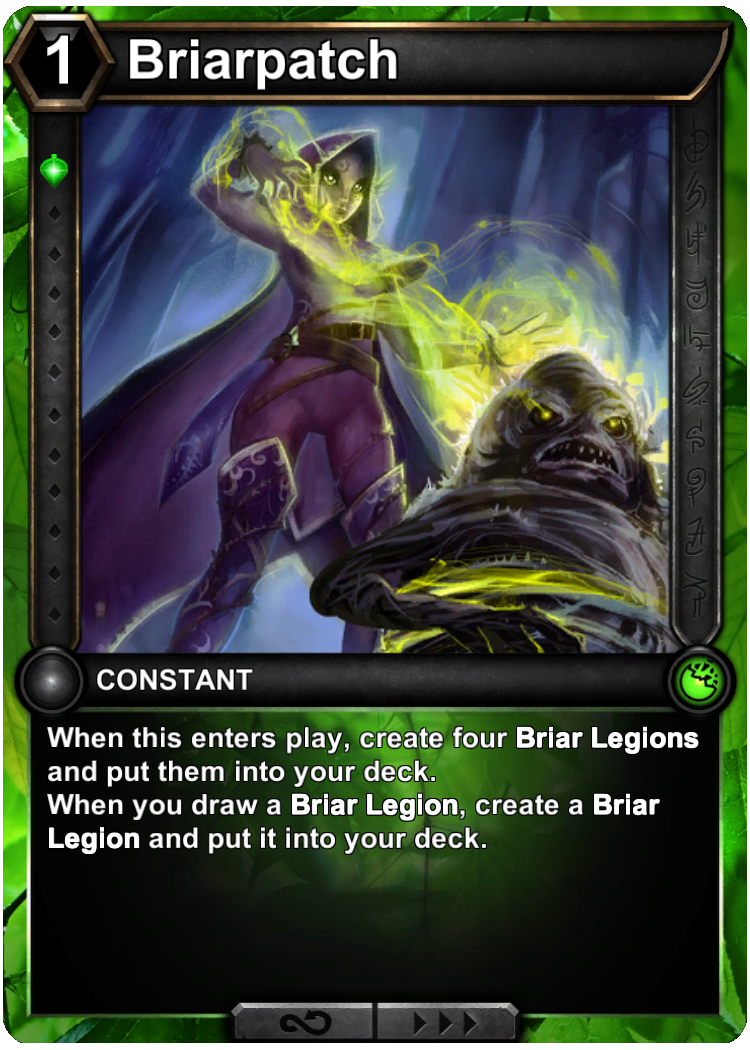 1 Briarpatch
CONSTANT
When this enters play, create four Briar Legions
and put them into your deck.
When you draw a Briar Legion, create a Briar
Legion and put it into your deck.